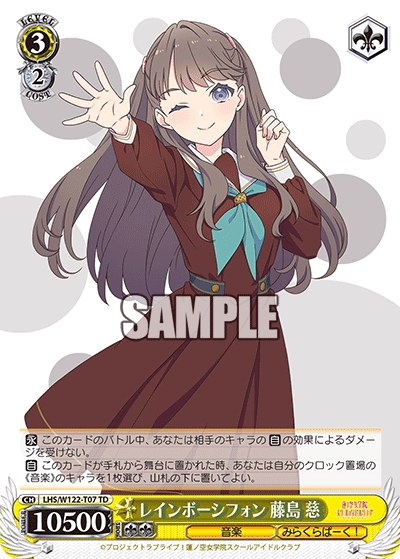 LEVEL
3
2
COST
SAMPLE
永 このカードのバトル中、あなたは相手のキャラの 自 の効果によるダメージを受けない。
自 このカードが手札から舞台に置かれた時、あなたは自分のクロック置場の《音楽》のキャラを1枚選び、山札の下に置いてよい。
CH LHS/W122-T07 TD
10500
レインボーシフォン 藤島 慈
音楽
みらくらぱーく!
©プロジェクトラブライブ!蓮ノ空女学院スクールアイドルクラブ